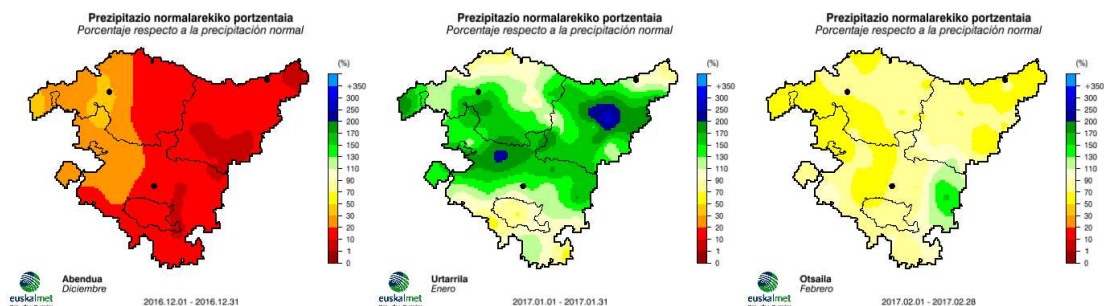 Prezipitazio normalarekiko portzentaia
Porcentaje respecto a la precipitación normal
(%)
+350
300
250
200
150
130
110
90
70
50
30
20
10
1
0
euskalmet
Abendua
Diciembre
2016.12.01 - 2016.12.31
Prezipitazio normalarekiko portzentaia
Porcentaje respecto a la precipitación normal
(%)
+350
300
250
200
150
130
110
90
70
50
30
20
10
1
0
euskalmet
Urtarrila
Enero
2017.01.01 - 2017.01.31
Prezipitazio normalarekiko portzentaia
Porcentaje respecto a la precipitación normal
(%)
+350
300
250
200
150
130
110
90
70
50
30
20
10
1
0
euskalmet
Otsaila
Febrero
2017.02.01 - 2017.02.28